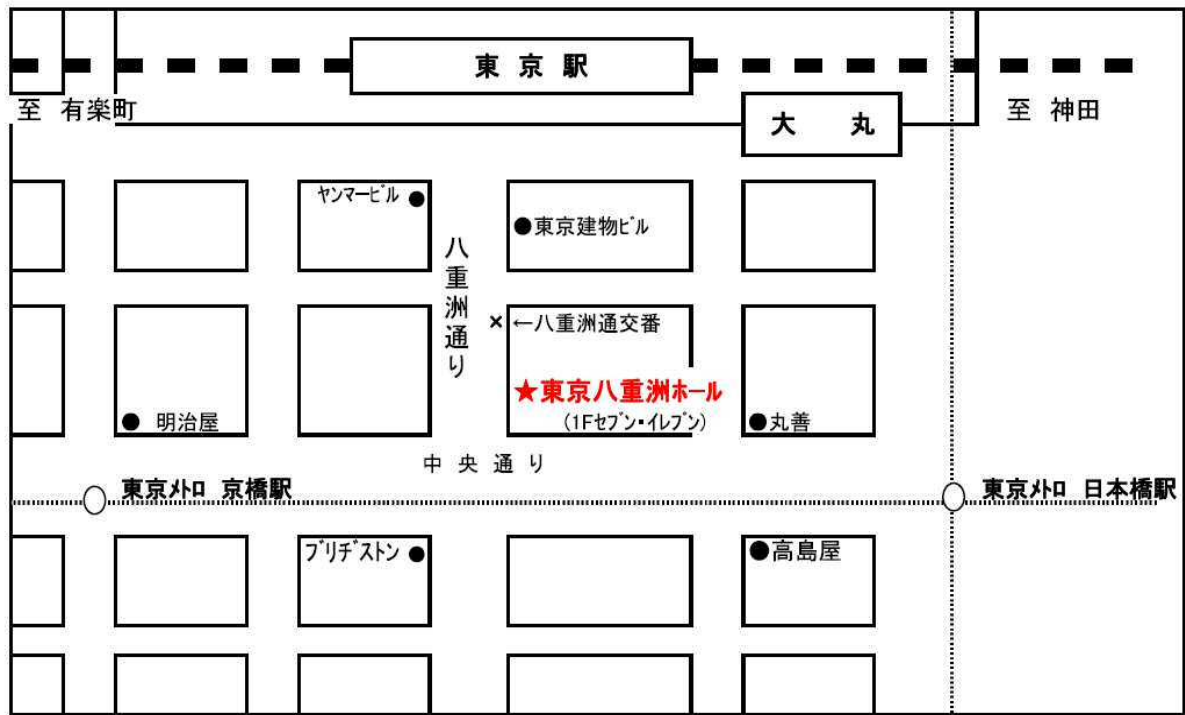 東 京 駅
至 有楽町
大 丸
至 神田
ﾔﾝﾏｰﾋﾞﾙ ●
●東京建物ﾋﾞﾙ
八重洲通り
×←八重洲通交番
★東京八重洲ホール
(1Fｾﾌﾞﾝ･ｲﾚﾌﾞﾝ)
● 明治屋
●丸善
中 央 通 り
東京ﾒﾄﾛ 京橋駅
東京ﾒﾄﾛ 日本橋駅
ﾌﾞﾘﾁﾞｽﾄﾝ ●
●高島屋